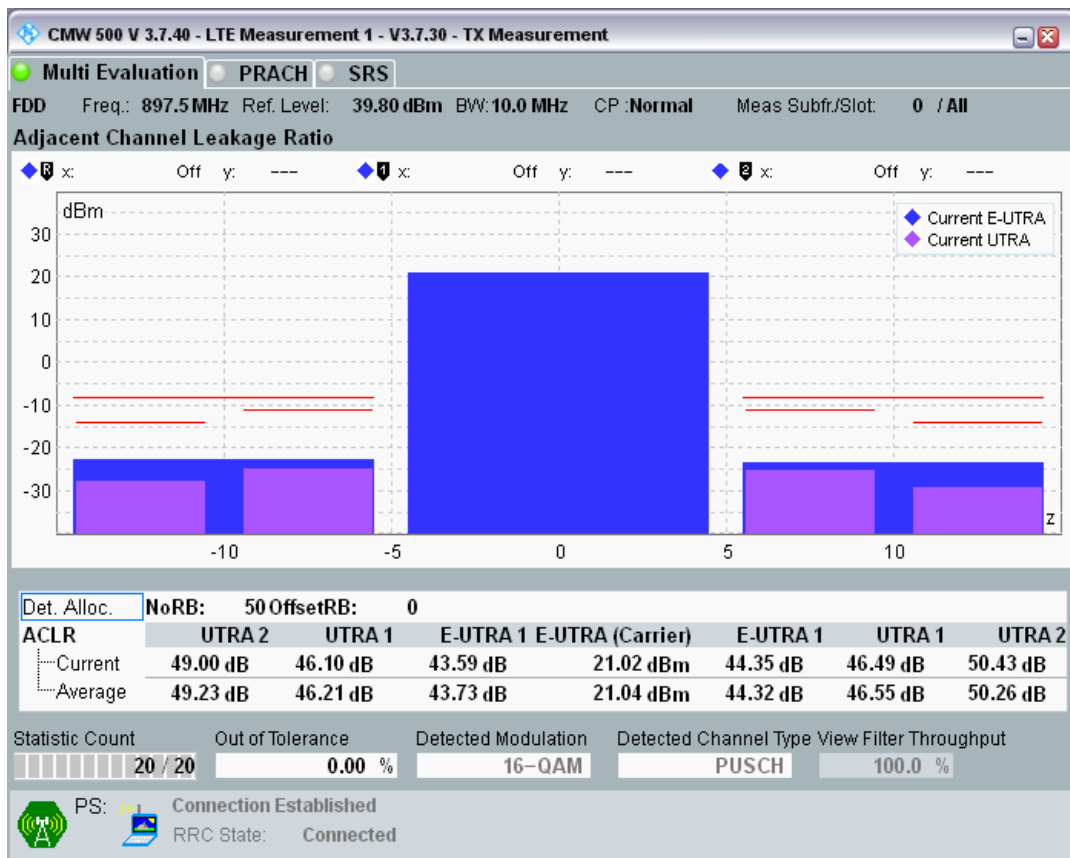 CMW 500 V 3.7.40 - LTE Measurement 1 - V3.7.30 - TX Measurement
Multi Evaluation PRACH SRS
FDD Freq.: 897.5 MHz Ref. Level: 39.80 dBm BW: 10.0 MHz CP :Normal Meas Subfr./Slot: 0 / All
Adjacent Channel Leakage Ratio
R x: Off y: --- 1 x: Off y: --- 2 x: Off y: ---
dBm
Current E-UTRA
Current UTRA
30
20
10
0
-10
-20
-30
z
-10 -5 0 5 10
Det. Alloc. NoRB: 50 OffsetRB: 0
ACLR UTRA 2 UTRA 1 E-UTRA 1 E-UTRA (Carrier) E-UTRA 1 UTRA 1 UTRA 2
Current 49.00 dB 46.10 dB 43.59 dB 21.02 dBm 44.35 dB 46.49 dB 50.43 dB
Average 49.23 dB 46.21 dB 43.73 dB 21.04 dBm 44.32 dB 46.55 dB 50.26 dB
Statistic Count Out of Tolerance Detected Modulation Detected Channel Type View Filter Throughput
20 / 20 0.00 % 16-QAM PUSCH 100.0 %
PS: Connection Established
RRC State: Connected